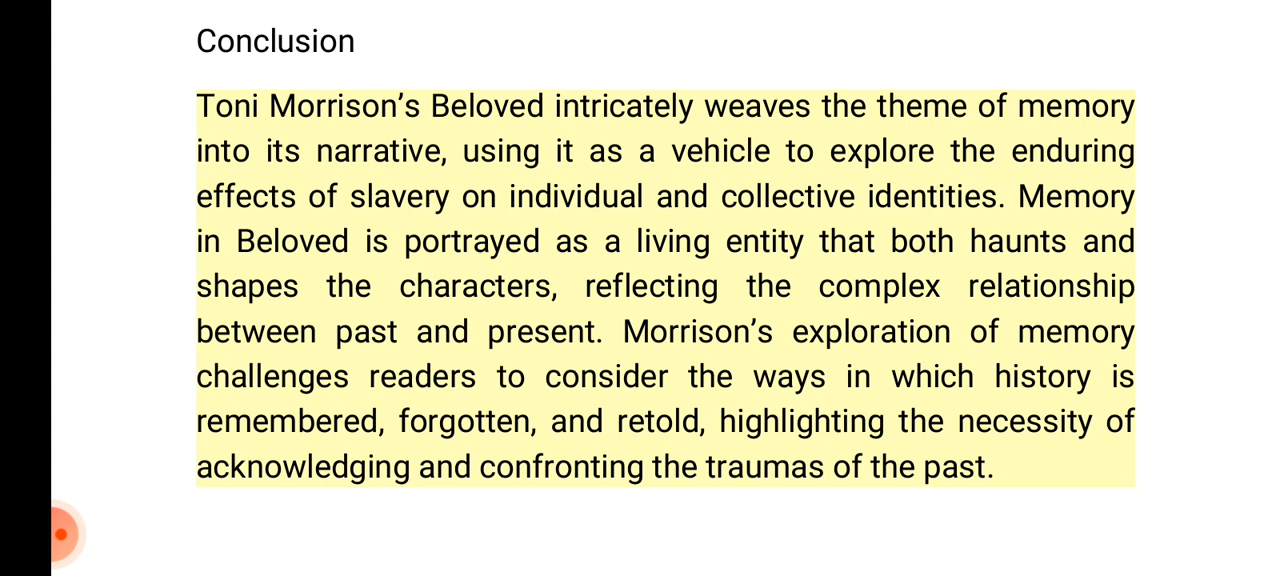 Conclusion
Toni Morrison’s Beloved intricately weaves the theme of memory
into its narrative, using it as a vehicle to explore the enduring
effects of slavery on individual and collective identities. Memory
in Beloved is portrayed as a living entity that both haunts and
shapes the characters, reflecting the complex relationship
between past and present. Morrison’s exploration of memory
challenges readers to consider the ways in which history is
remembered, forgotten, and retold, highlighting the necessity of
acknowledging and confronting the traumas of the past.